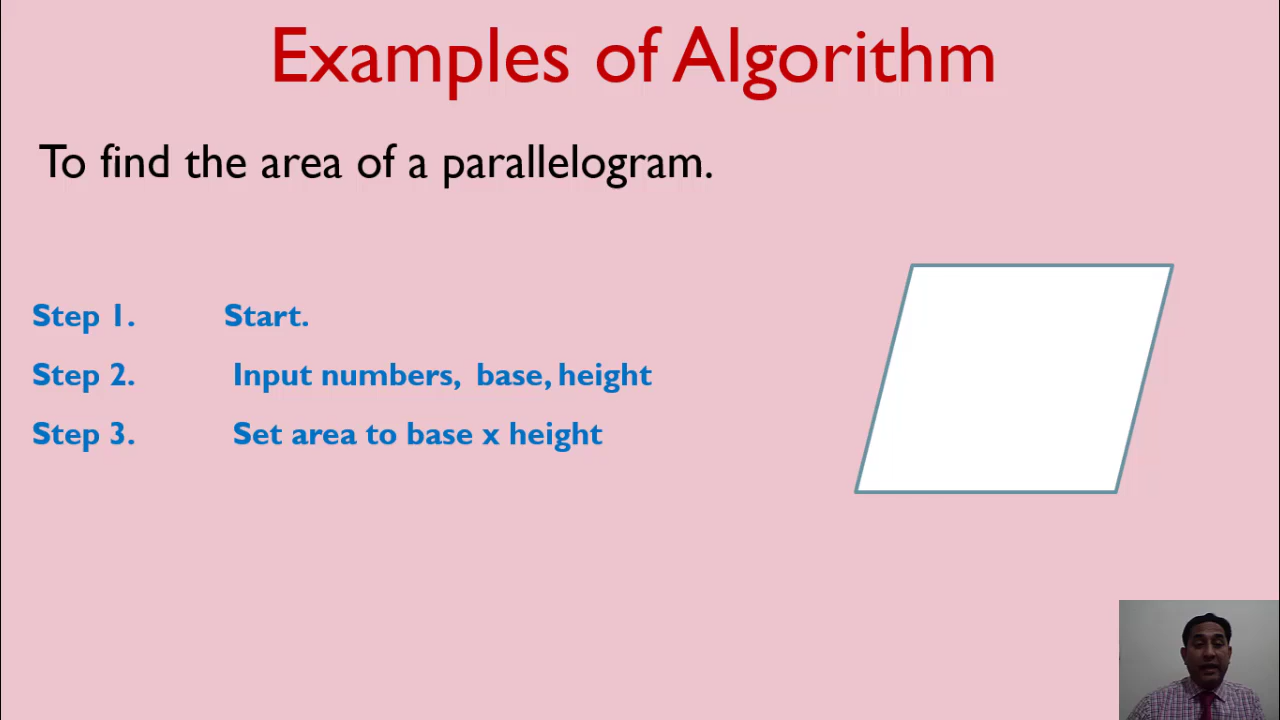 Examples of Algorithm
To find the area of a parallelogram.
Step 1. Start.
Step 2. Input numbers, base, height
Step 3. Set area to base x height